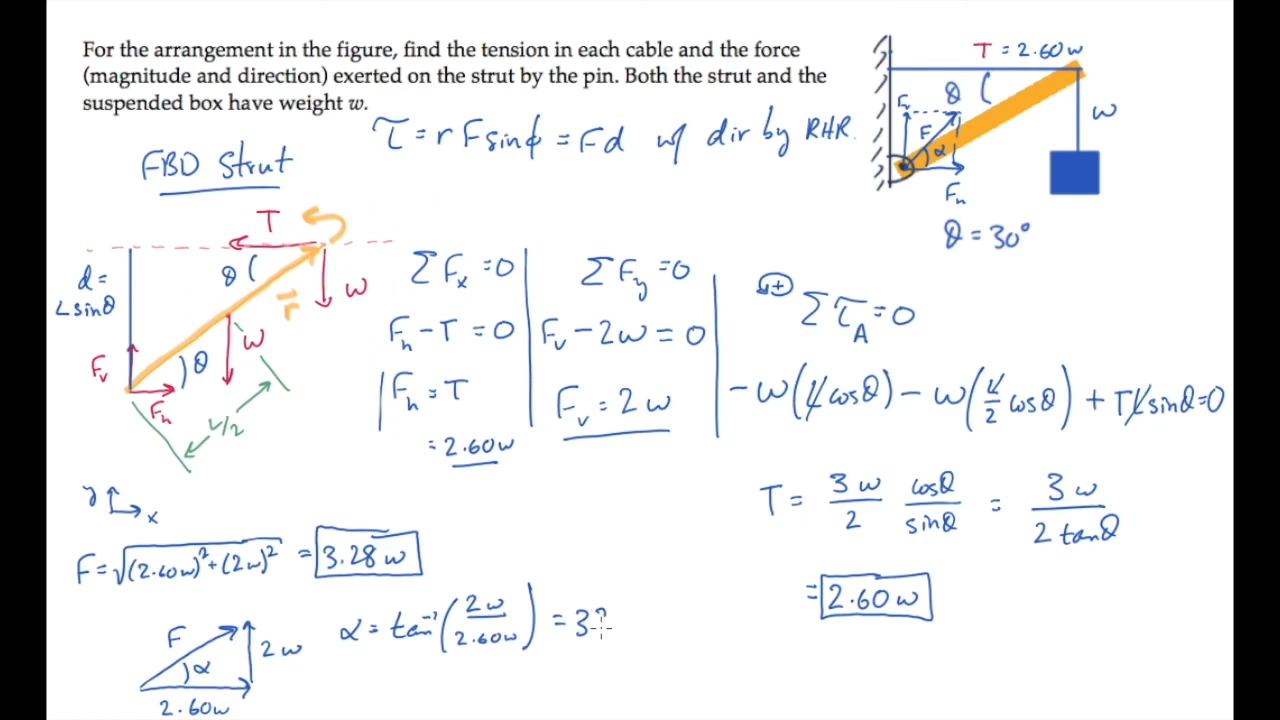 For the arrangement in the figure, find the tension in each cable and the force
(magnitude and direction) exerted on the strut by the pin. Both the strut and the
suspended box have weight w.
T = 2.60 w
θ
Fv
F
α
w
Fh
θ = 30°
τ = r F sinϕ = Fd w/ dir by RHR.
FBD Strut
T
d =
L sinθ
θ
r⃗
w
w
Fv
θ
Fh
L/2
ΣFx = 0
Fh − T = 0
Fh = T
= 2.60w
ΣFy = 0
Fv − 2w = 0
Fv = 2w
+ ΣτA = 0
−w(L cosθ) − w(L/2 cosθ) + TL sinθ = 0
T = 3w/2 cosθ/sinθ = 3w/2 tanθ
= 2.60 w
y
x
F = √(2.60w)² + (2w)² = 3.28 w
F
α
2w
2.60w
α = tan⁻¹(2w/2.60w) = 3